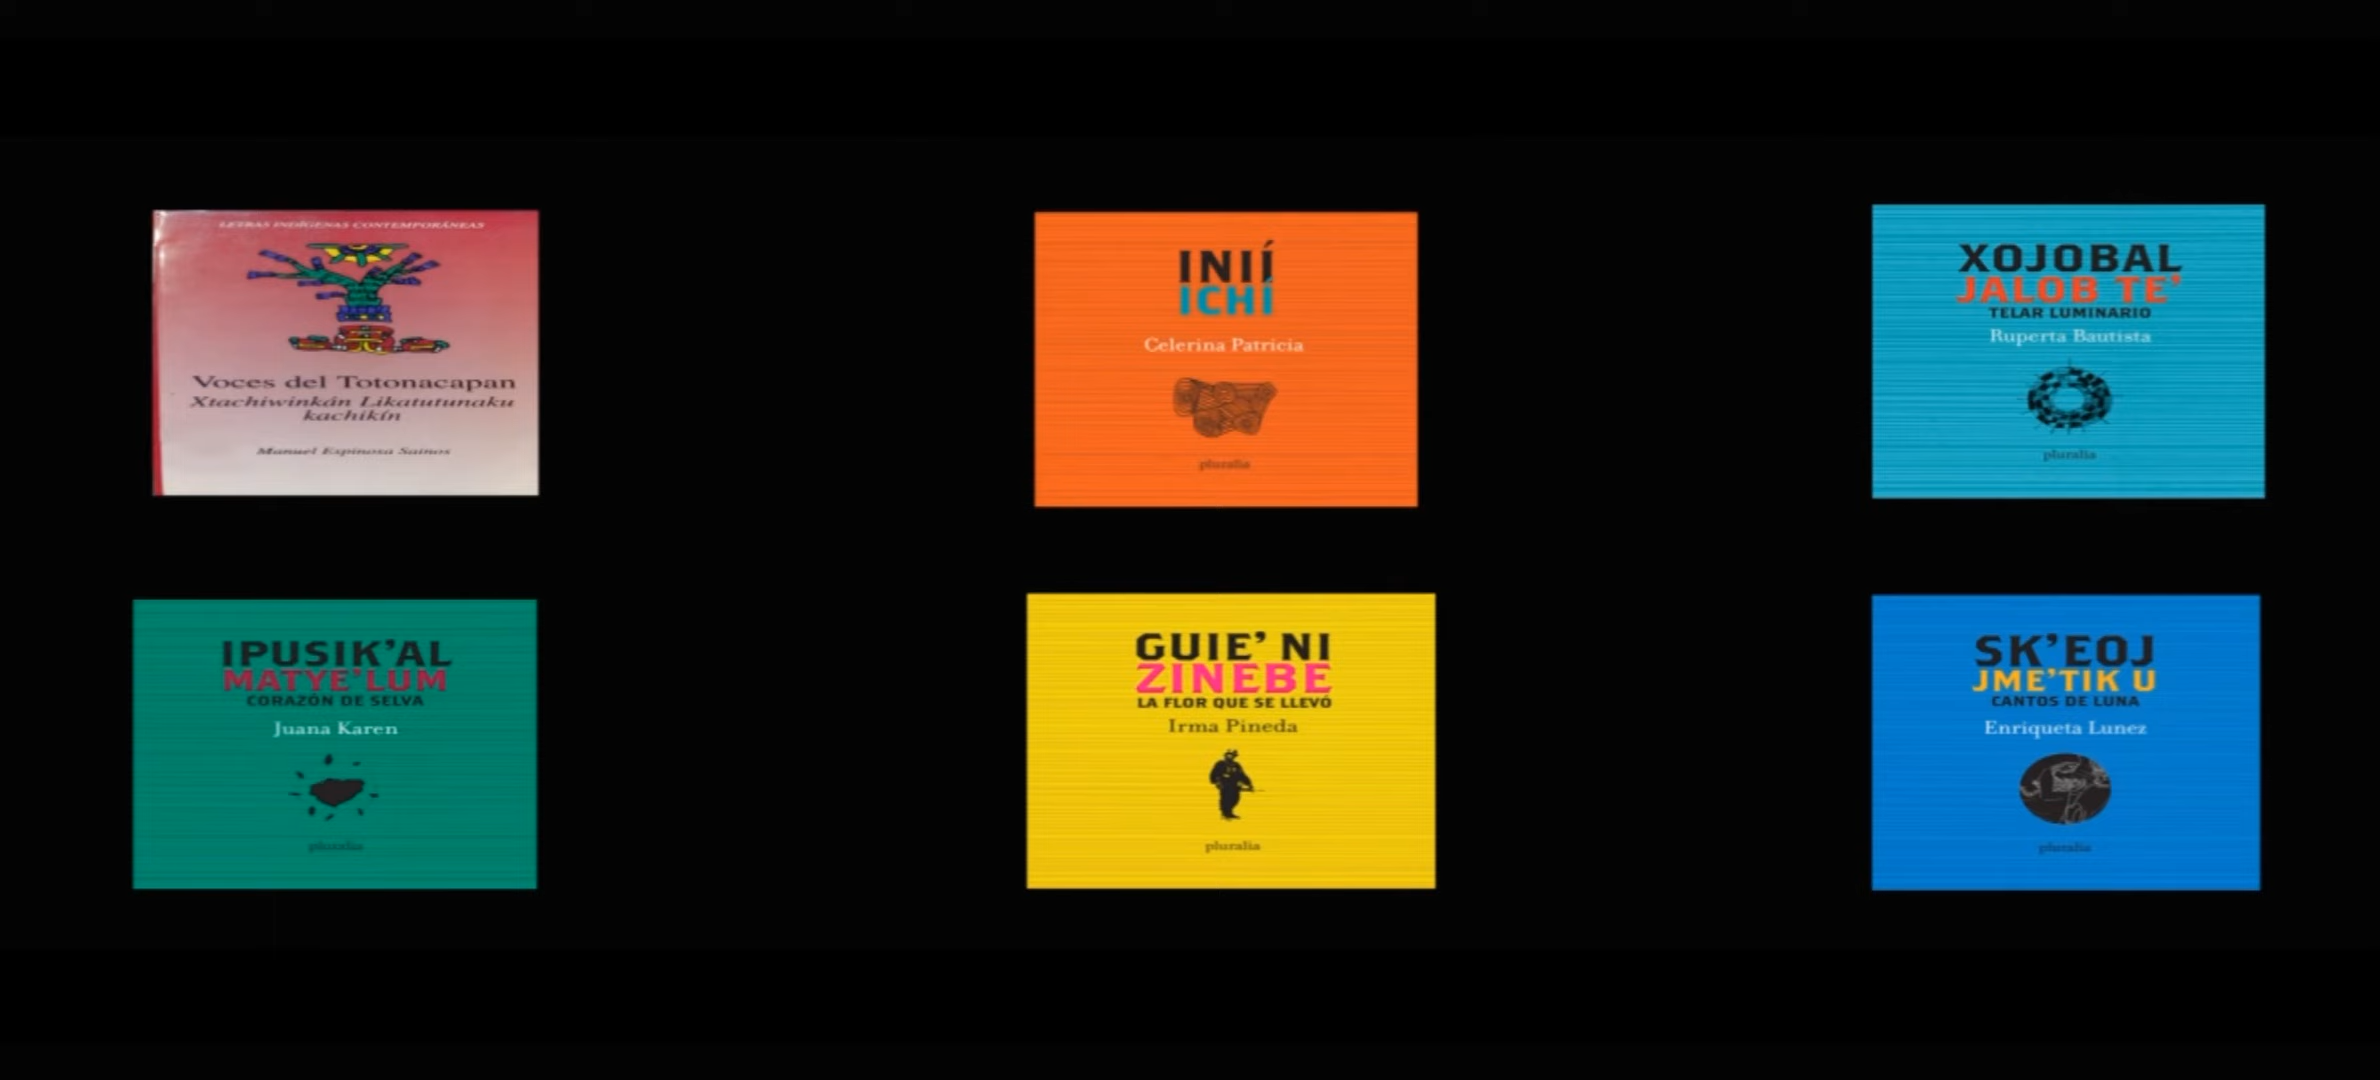 LETRAS INDÍGENAS CONTEMPORÁNEAS
Voces del Totonacapan
Xtachiwinkán Likatutunaku
kachikín
Manuel Espinosa Sainos
INIÍ
ICHÍ
Celerina Patricia
pluralia
XOJOBAL
JALOB TE’
TELAR LUMINARIO
Ruperta Bautista
pluralia
IPUSIK’AL
MATYE’LUM
CORAZÓN DE SELVA
Juana Karen
pluralia
GUIE’ NI
ZINEBE
LA FLOR QUE SE LLEVÓ
Irma Pineda
pluralia
SK’EOJ
JME’TIK U
CANTOS DE LUNA
Enriqueta Lunez
pluralia